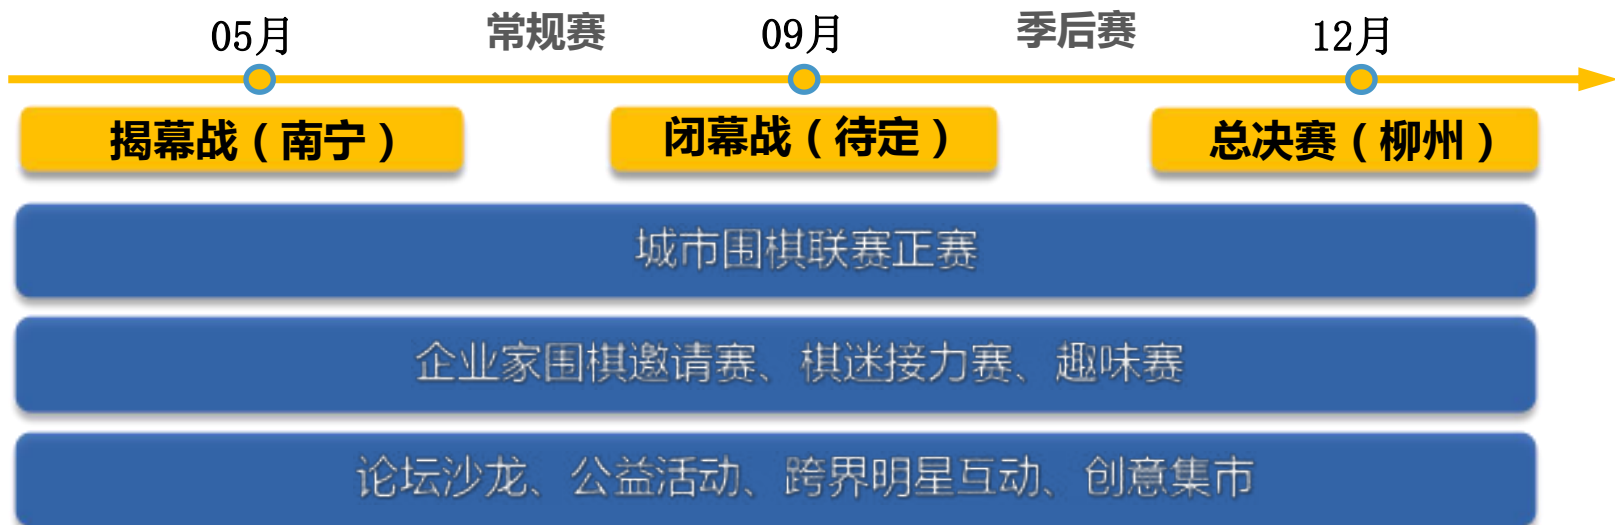 05月 常规赛 09月 季后赛 12月
揭幕战（南宁） 闭幕战（待定） 总决赛（柳州）
城市围棋联赛正赛
企业家围棋邀请赛、棋迷接力赛、趣味赛
论坛沙龙、公益活动、跨界明星互动、创意集市